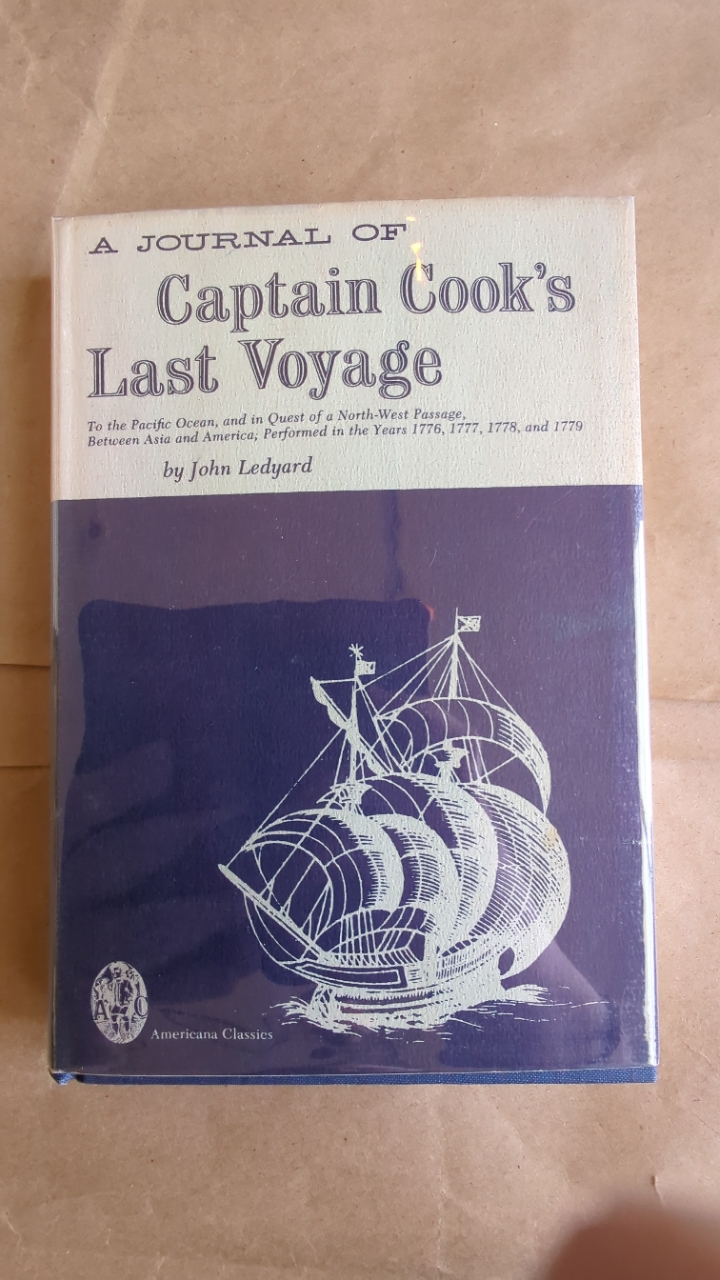 A JOURNAL OF
Captain Cook's
Last Voyage
To the Pacific Ocean, and in Quest of a North-West Passage,
Between Asia and America; Performed in the Years 1776, 1777, 1778, and 1779
by John Ledyard
A C
Americana Classics